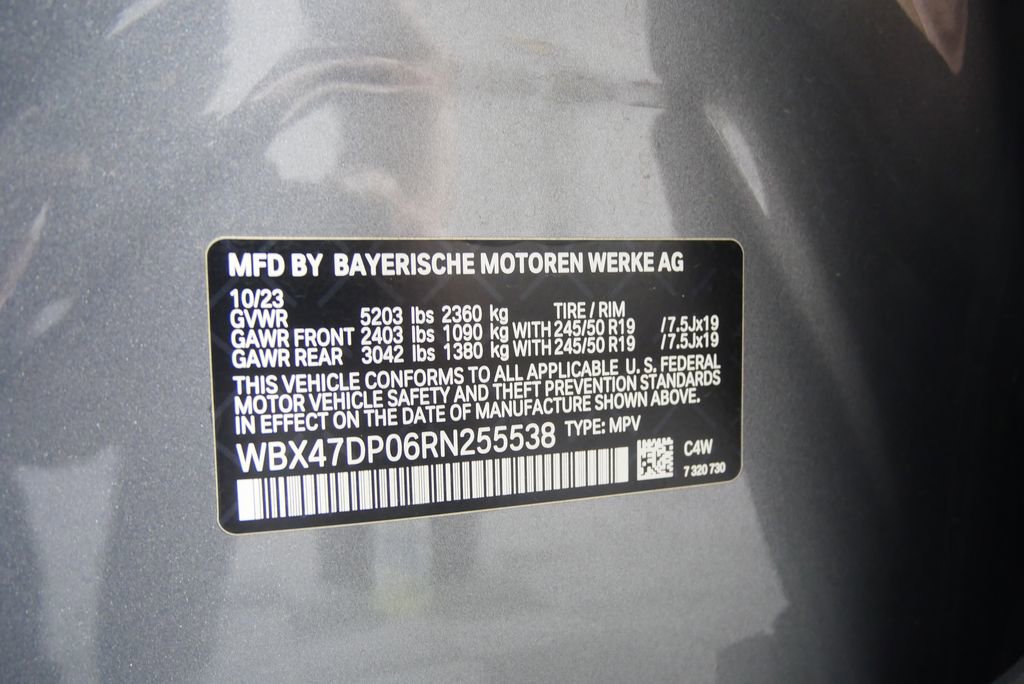 MFD BY BAYERISCHE MOTOREN WERKE AG
10/23
GVWR 5203 lbs 2360 kg TIRE / RIM
GAWR FRONT 2403 lbs 1090 kg WITH 245/50 R19 /7.5Jx19
GAWR REAR 3042 lbs 1380 kg WITH 245/50 R19 /7.5Jx19
THIS VEHICLE CONFORMS TO ALL APPLICABLE U. S. FEDERAL
MOTOR VEHICLE SAFETY AND THEFT PREVENTION STANDARDS
IN EFFECT ON THE DATE OF MANUFACTURE SHOWN ABOVE.
WBX47DP06RN255538 TYPE: MPV
C4W
7 320 730